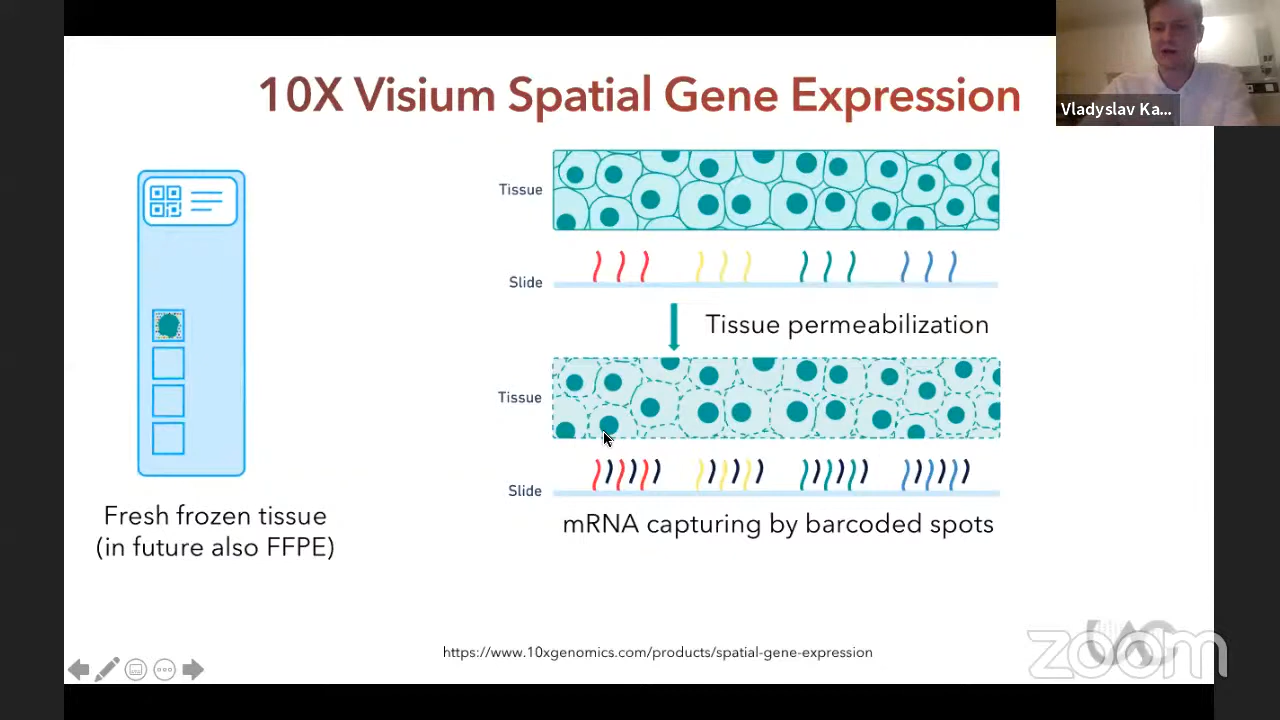 10X Visium Spatial Gene Expression
Vladyslav Ka...
Tissue
Slide
Tissue permeabilization
Tissue
Slide
mRNA capturing by barcoded spots
Fresh frozen tissue
(in future also FFPE)
https://www.10xgenomics.com/products/spatial-gene-expression
zoom